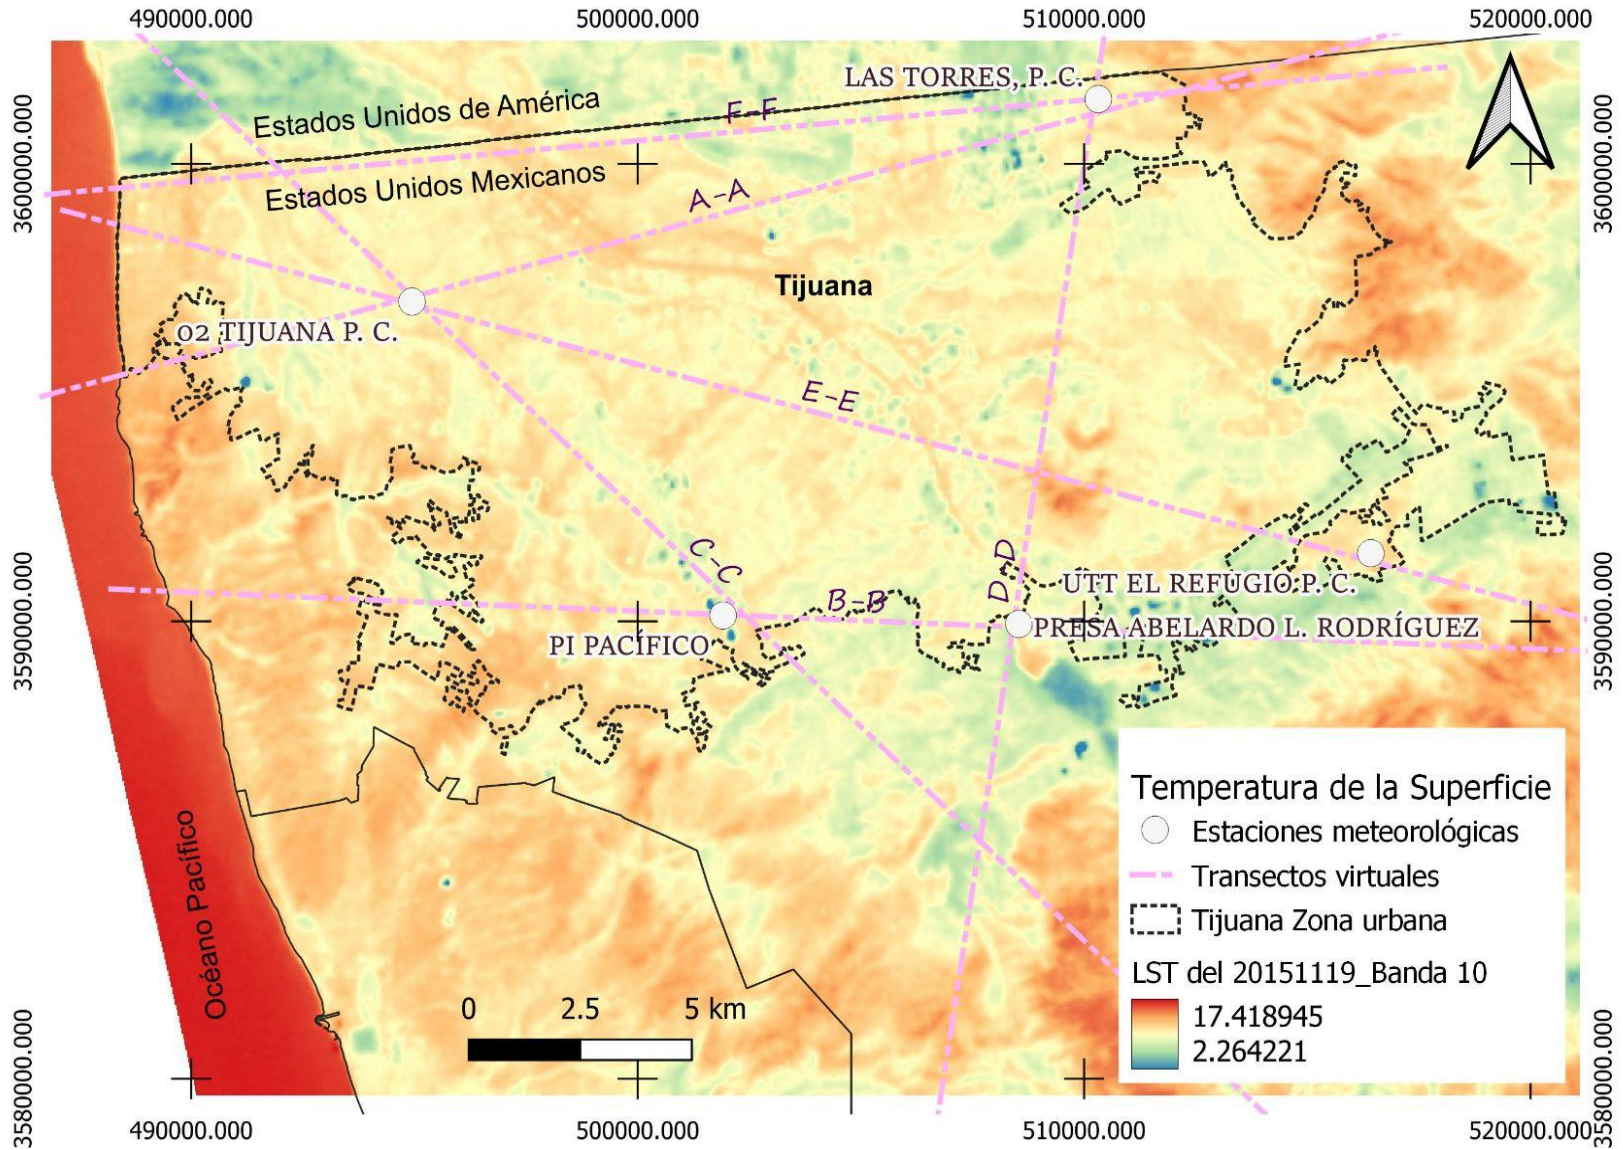 490000.000
500000.000
510000.000
520000.000
3600000.000
3600000.000
LAS TORRES, P. C.
Estados Unidos de América
F-F
Estados Unidos Mexicanos
A-A
Tijuana
02 TIJUANA P. C.
E-E
C-C
D-D
3590000.000
3590000.000
UTT EL REFUGIO P. C.
B-B
PI PACÍFICO
PRESA ABELARDO L. RODRÍGUEZ
Océano Pacífico
Temperatura de la Superficie
Estaciones meteorológicas
Transectos virtuales
Tijuana Zona urbana
LST del 20151119_Banda 10
17.418945
2.264221
0 2.5 5 km
3580000.000
3580000.000
490000.000
500000.000
510000.000
520000.000